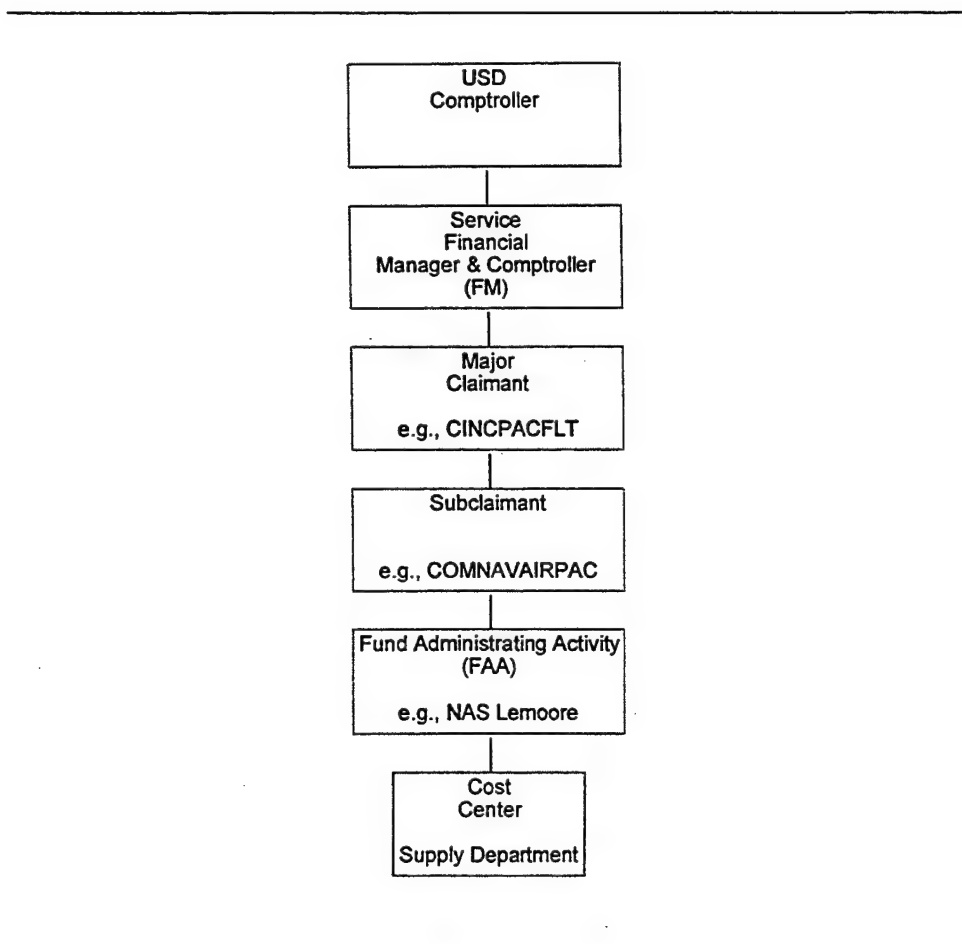 USD
Comptroller
Service
Financial
Manager & Comptroller
(FM)
Major
Claimant
e.g., CINCPACFLT
Subclaimant
e.g., COMNAVAIRPAC
Fund Administrating Activity
(FAA)
e.g., NAS Lemoore
Cost
Center
Supply Department